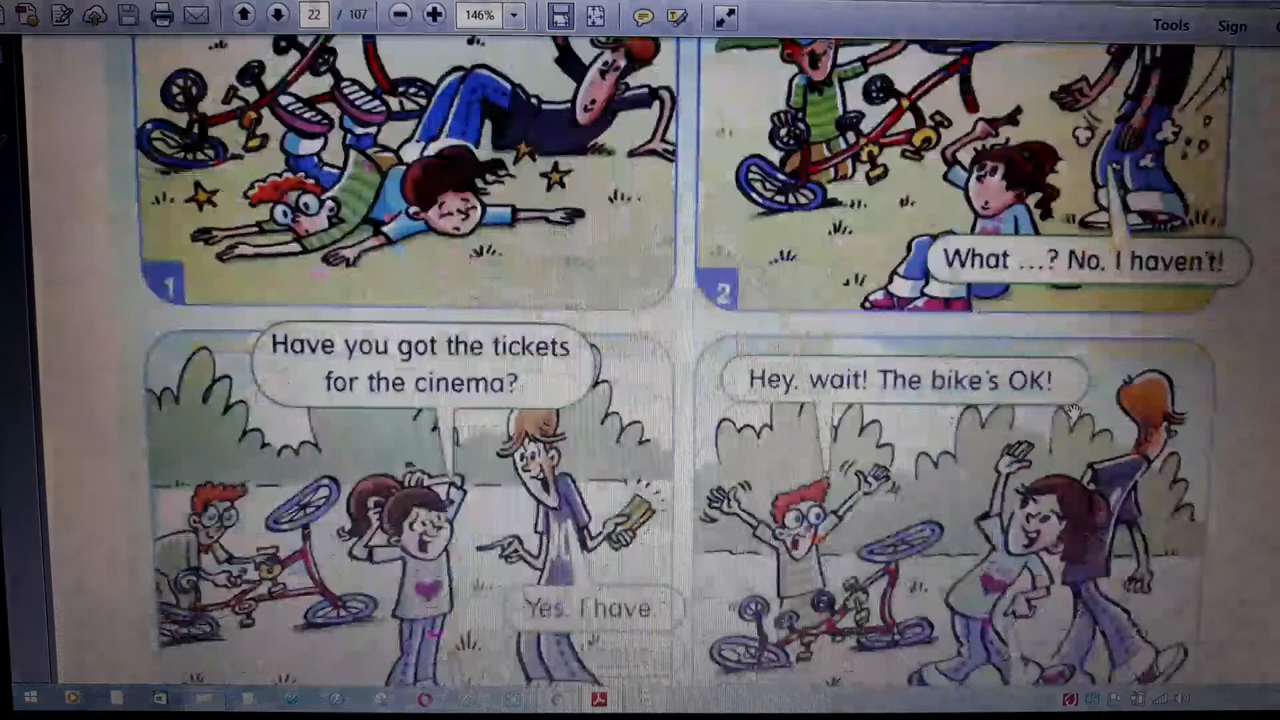 22 / 107
146%
Tools
Sign
1
2
What ...? No, I haven't!
Have you got the tickets
for the cinema?
Yes. I have.
Hey, wait! The bike's OK!